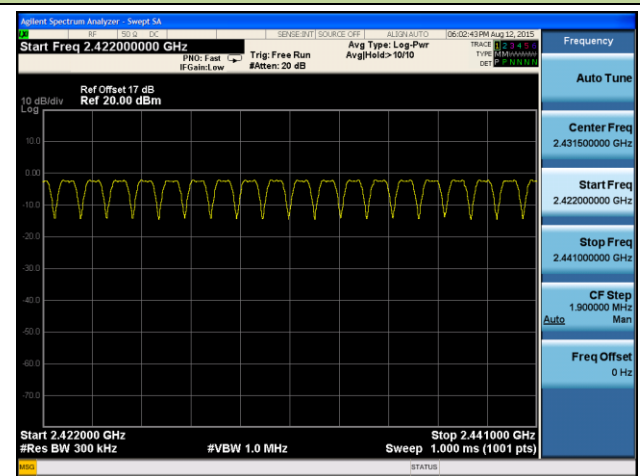 Agilent Spectrum Analyzer - Swept SA
RF 50 Ω DC SENSE:INT SOURCE OFF ALIGN AUTO 06:02:43 PM Aug 12, 2015
Start Freq 2.422000000 GHz
PNO: Fast
IFGain:Low
Trig: Free Run
#Atten: 20 dB
Avg Type: Log-Pwr
Avg|Hold:>10/10
TRACE 1 2 3 4 5 6
TYPE
DET P P N N N N
Frequency
Auto Tune
Center Freq
2.431500000 GHz
Start Freq
2.422000000 GHz
Stop Freq
2.441000000 GHz
CF Step
1.900000 MHz
Auto Man
Freq Offset
0 Hz
Ref Offset 17 dB
10 dB/div Ref 20.00 dBm
Log
10.0
0.00
-10.0
-20.0
-30.0
-40.0
-50.0
-60.0
-70.0
Start 2.422000 GHz Stop 2.441000 GHz
#Res BW 300 kHz #VBW 1.0 MHz Sweep 1.000 ms (1001 pts)
MSG STATUS